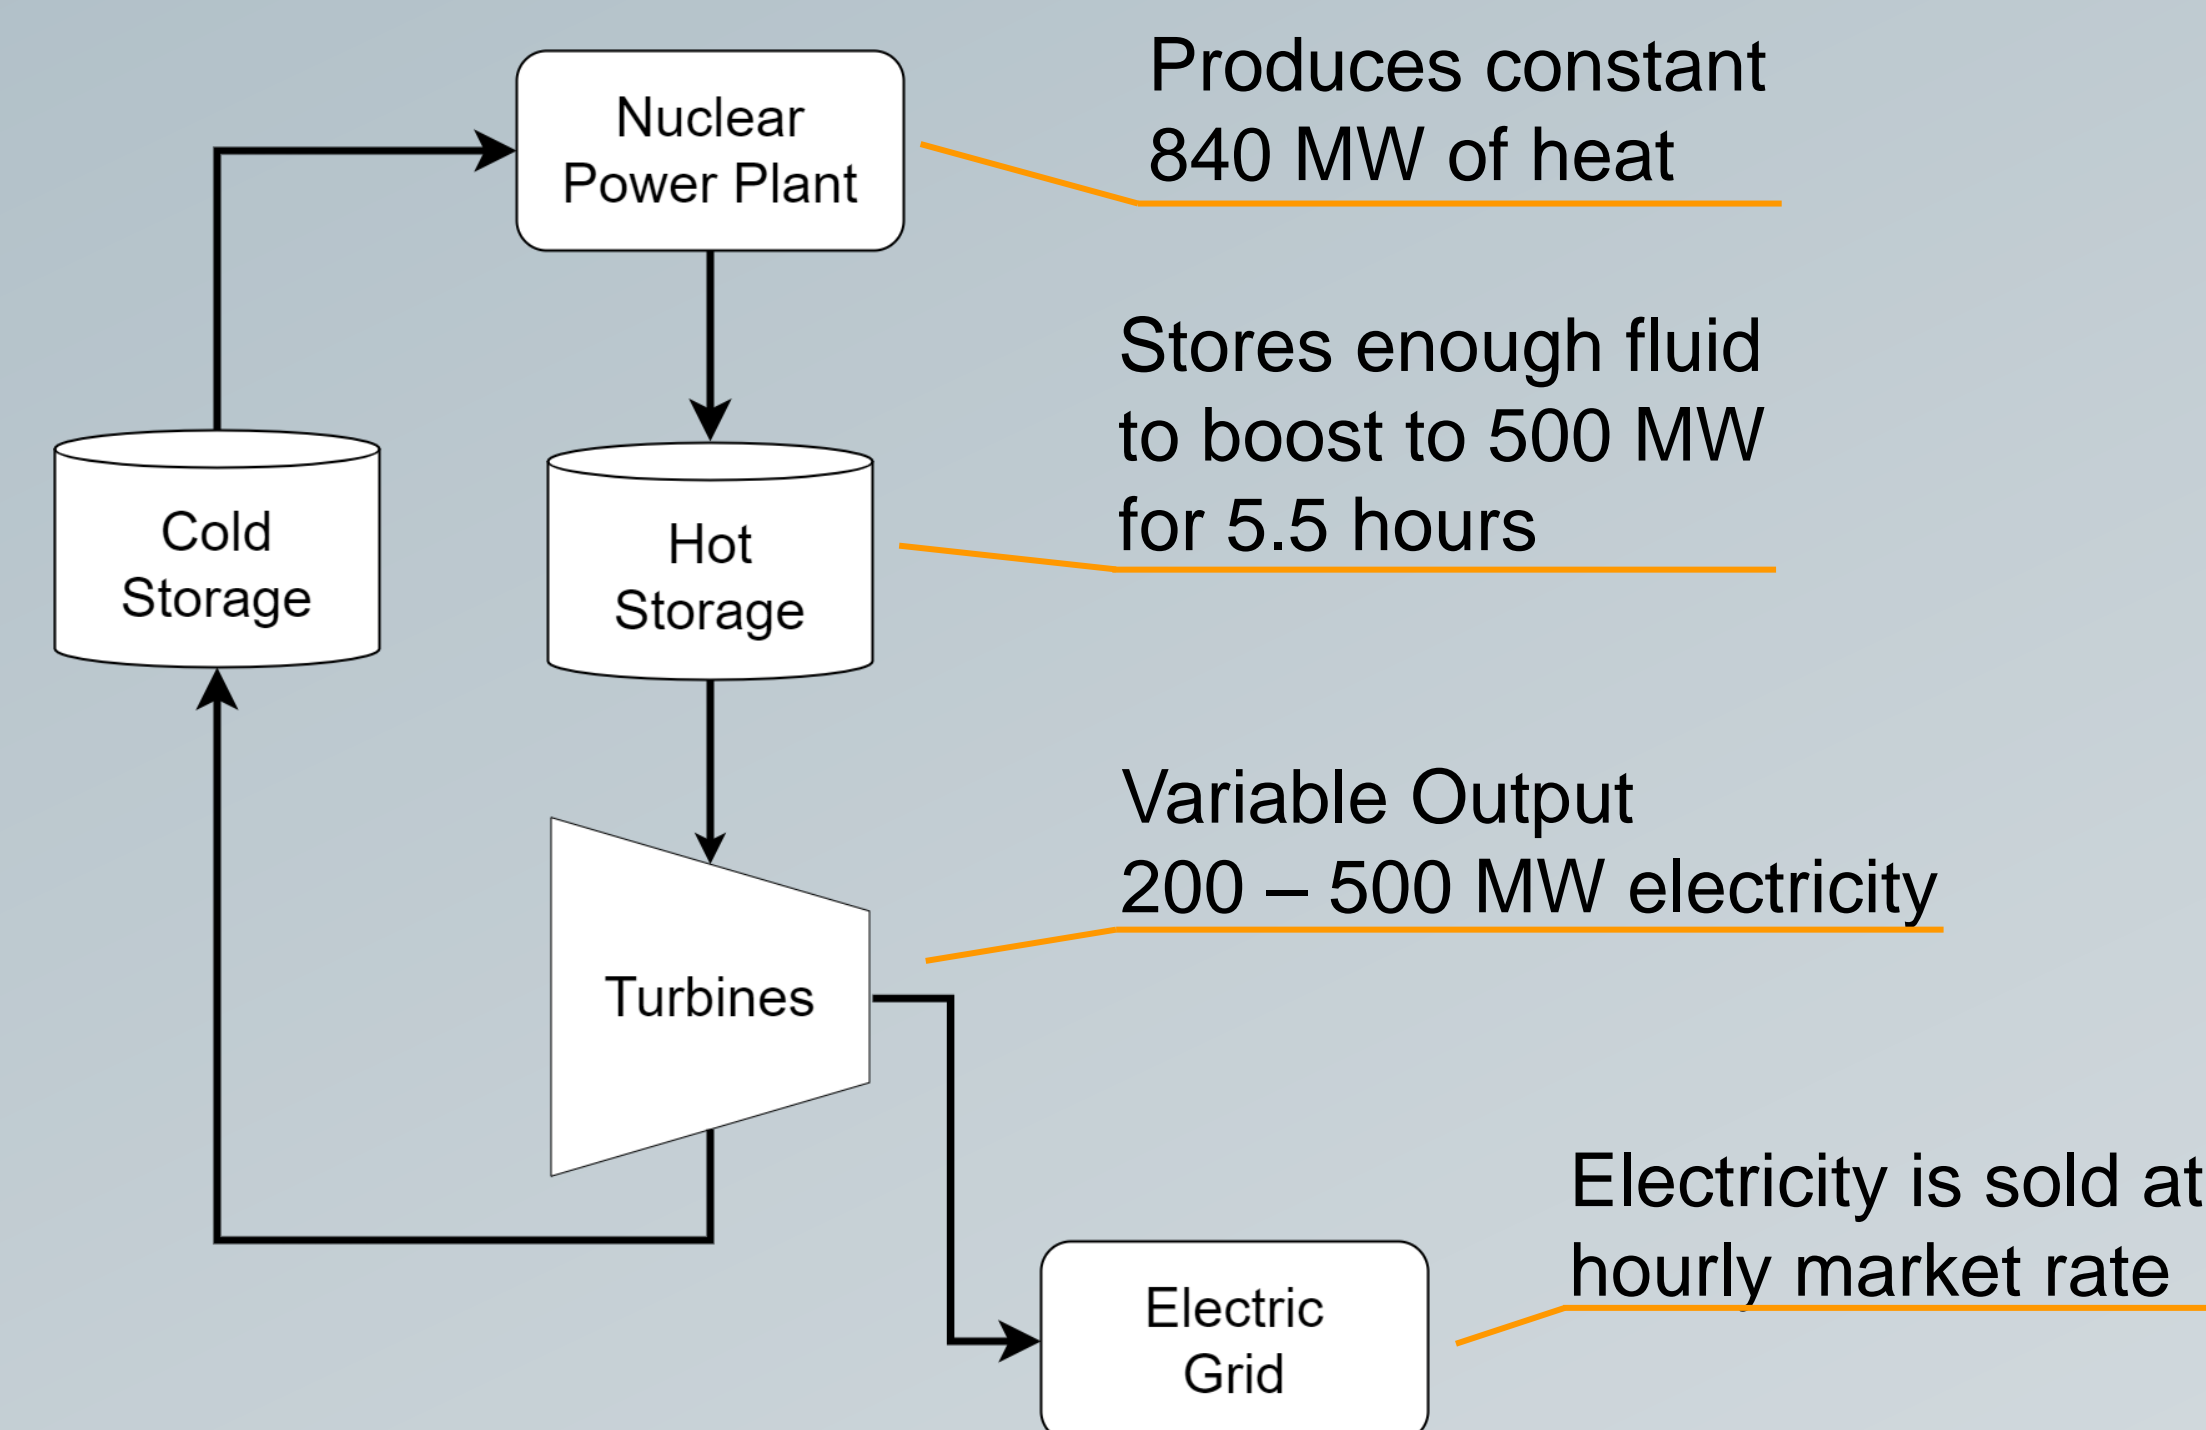 Nuclear
Power Plant
Produces constant
840 MW of heat
Stores enough fluid
to boost to 500 MW
for 5.5 hours
Cold
Storage
Hot
Storage
Variable Output
200 – 500 MW electricity
Turbines
Electricity is sold at
hourly market rate
Electric
Grid